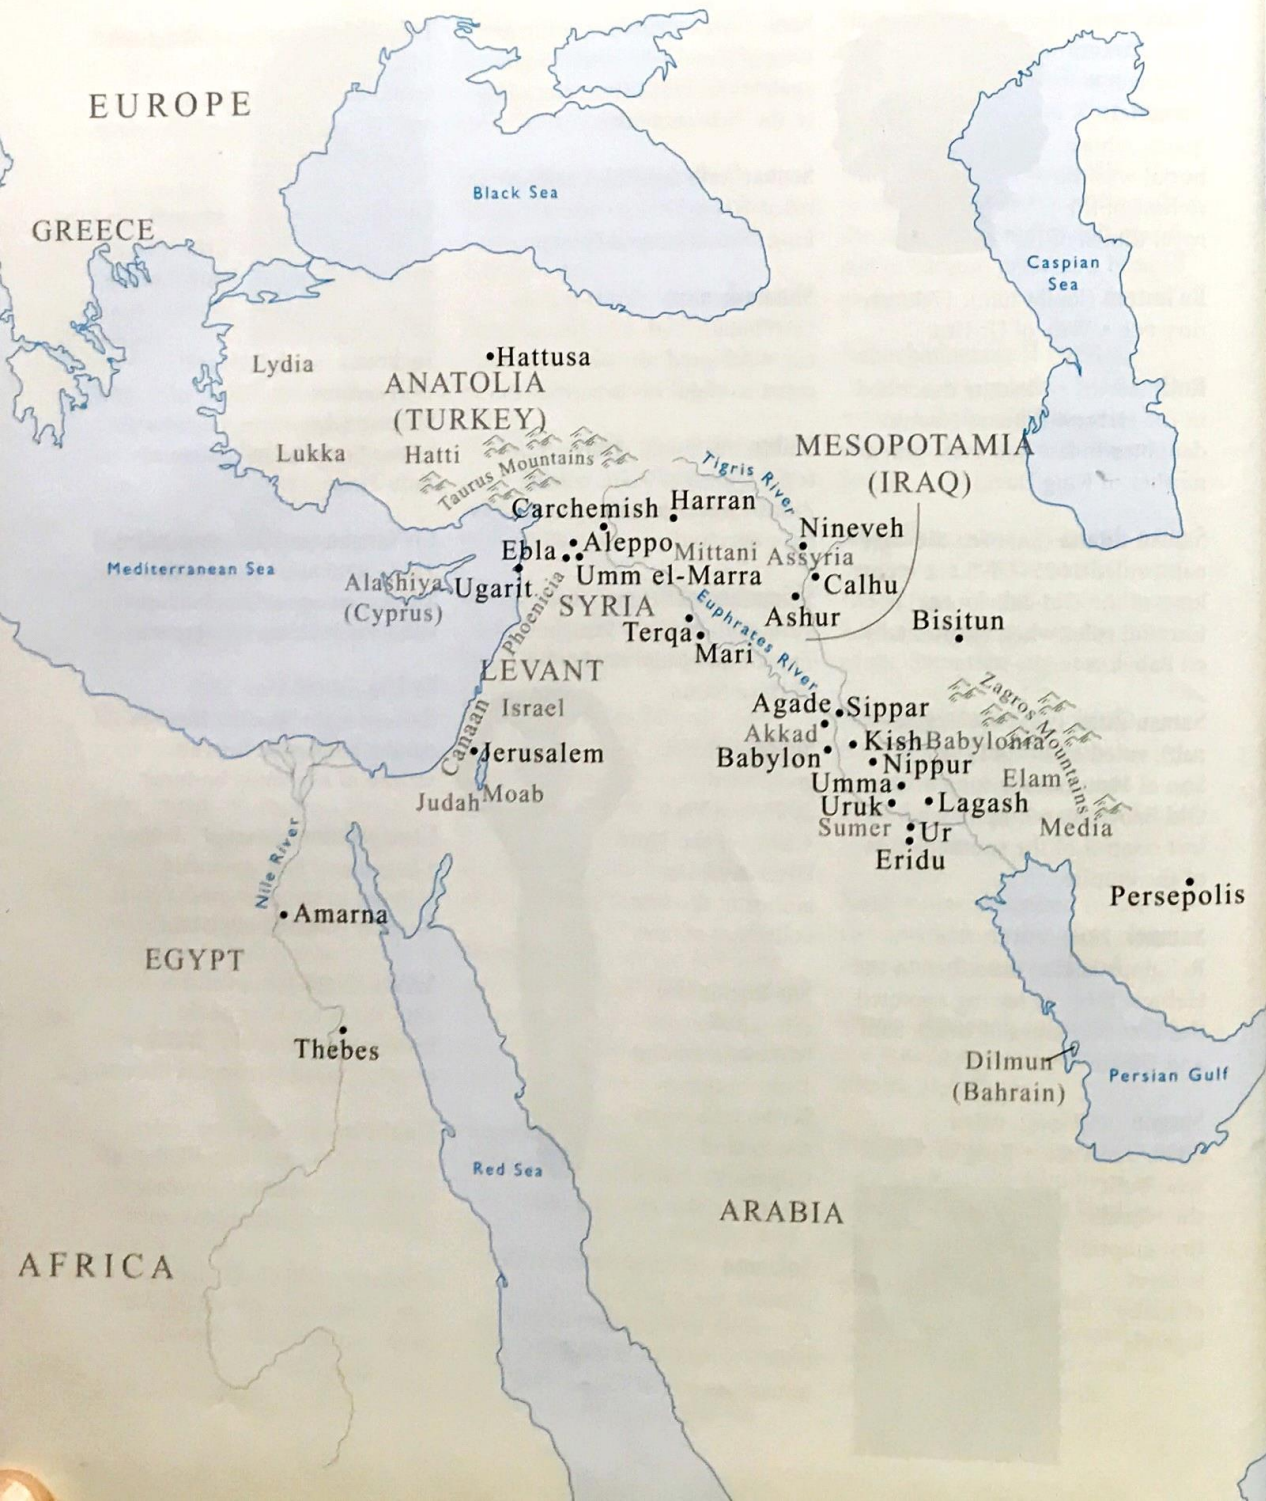 EUROPE
Black Sea
GREECE
Caspian
Sea
Lydia
Hattusa
ANATOLIA
(TURKEY)
Lukka
Hatti
Taurus Mountains
MESOPOTAMIA
(IRAQ)
Tigris River
Carchemish
Harran
Nineveh
Ebla
Aleppo
Mittani
Assyria
Mediterranean Sea
Alashiya
(Cyprus)
Ugarit
Umm el-Marra
Calhu
Phoenicia
SYRIA
Euphrates River
Ashur
Bisitun
Terqa
Mari
LEVANT
Israel
Canaan
Agade
Sippar
Zagros Mountains
Akkad
Kish
Babylonia
Jerusalem
Babylon
Nippur
Judah
Moab
Umma
Elam
Uruk
Lagash
Sumer
Ur
Media
Eridu
Nile River
Persepolis
Amarna
EGYPT
Thebes
Dilmun
(Bahrain)
Persian Gulf
Red Sea
ARABIA
AFRICA